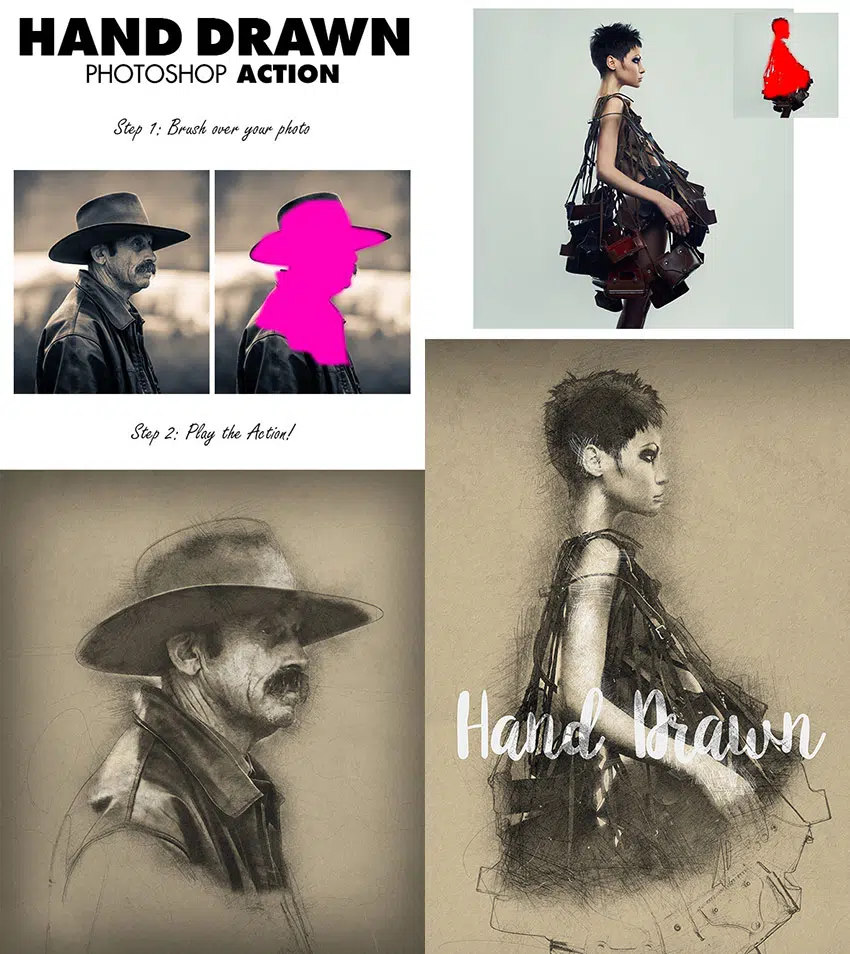 HAND DRAWN
PHOTOSHOP ACTION
Step 1: Brush over your photo
Step 2: Play the Action!
Hand Drawn